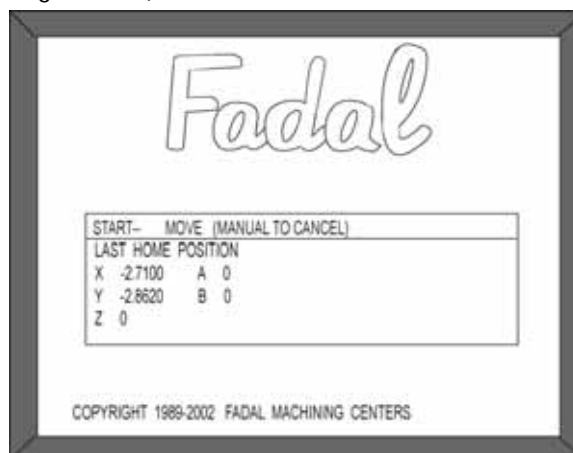 Fadal
START– MOVE (MANUAL TO CANCEL)
LAST HOME POSITION
X -2.7100 A 0
Y -2.8620 B 0
Z 0
COPYRIGHT 1989-2002 FADAL MACHINING CENTERS